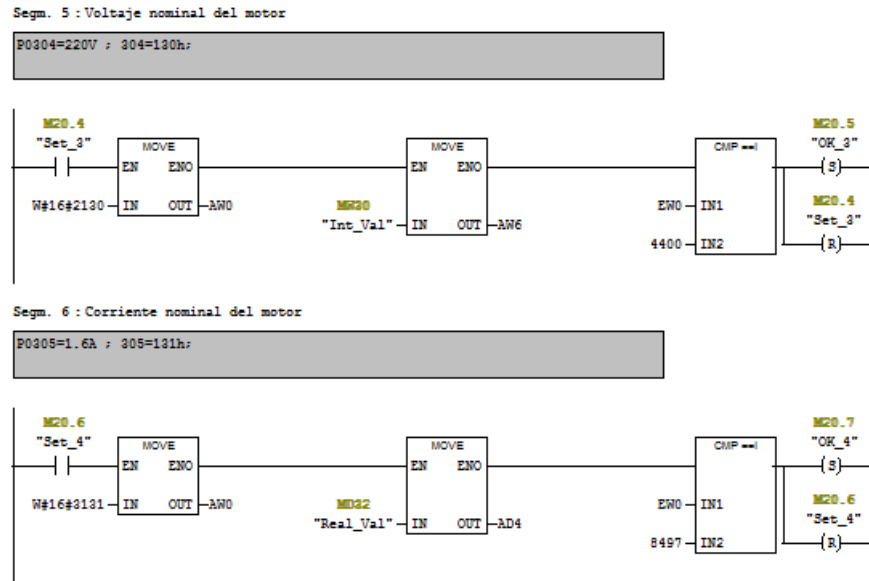 Segm. 5 : Voltaje nominal del motor
P0304=220V ; 304=130h;
M20.4
"Set_3"
MOVE
EN ENO
W#16#2130 IN OUT AW0
MOVE
EN ENO
MW30
"Int_Val" IN OUT AW6
CMP ==I
EW0 IN1
4400 IN2
M20.5
"OK_3"
(S)
M20.4
"Set_3"
(R)
Segm. 6 : Corriente nominal del motor
P0305=1.6A ; 305=131h;
M20.6
"Set_4"
MOVE
EN ENO
W#16#3131 IN OUT AW0
MOVE
EN ENO
MD32
"Real_Val" IN OUT AD4
CMP ==I
EW0 IN1
8497 IN2
M20.7
"OK_4"
(S)
M20.6
"Set_4"
(R)